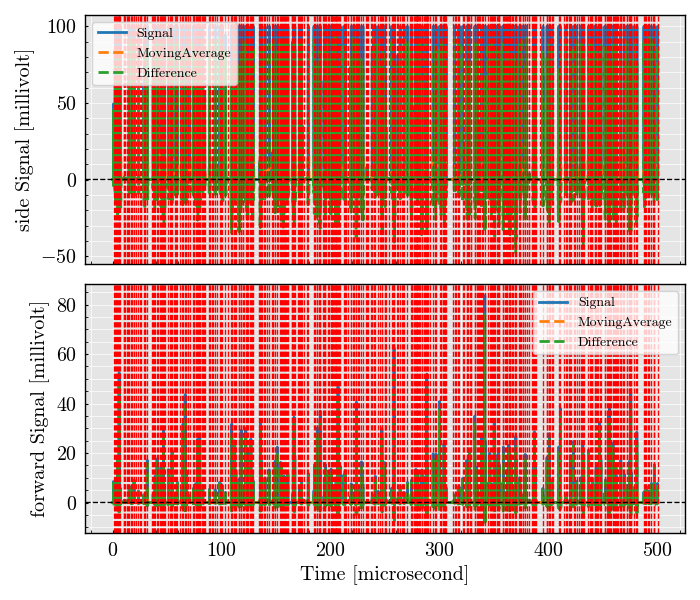 100
50
0
−50
side Signal [millivolt]
Signal
MovingAverage
Difference
80
60
40
20
0
forward Signal [millivolt]
Signal
MovingAverage
Difference
0
100
200
300
400
500
Time [microsecond]